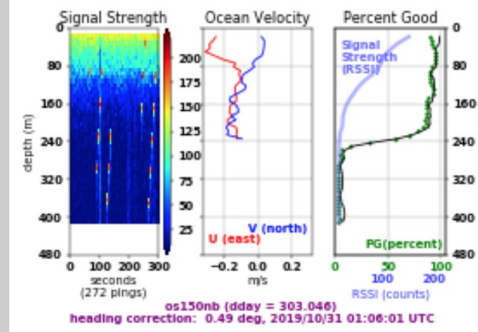 Signal Strength
Ocean Velocity
Percent Good
0
80
160
240
320
400
480
depth (m)
0 100 200 300
seconds
(272 pings)
200
175
150
125
100
75
50
25
V (north)
U (east)
−0.2 0.0 0.2
m/s
Signal
Strength
(RSSI)
PG(percent)
0
80
160
240
320
400
480
0 50 100
100 200
RSSI (counts)
os150nb (dday = 303.046)
heading correction: 0.49 deg, 2019/10/31 01:06:01 UTC